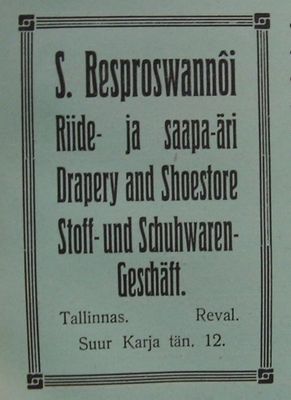 S. Besproswannôi
Riide- ja saapa-äri
Drapery and Shoestore
Stoff- und Schuhwaren-
Geschäft.
Tallinnas. Reval.
Suur Karja tän. 12.